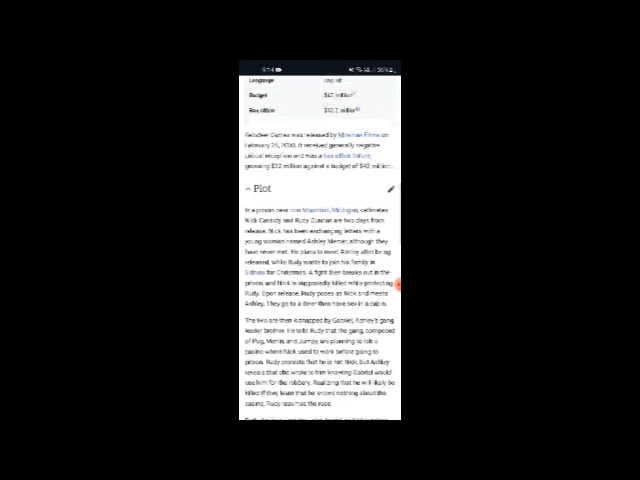 Language
Budget $42 million
Box office $32.2 million
Reindeer Games was released by Miramax Films on
February 25, 2000. It received generally negative
critical reception and was a box office failure,
grossing $32 million against a budget of $42 million.
Plot
In a prison near Iron Mountain, Michigan, cellmates
Nick Cassidy and Rudy Duncan are two days from
release. Nick has been exchanging letters with a
young woman named Ashley Mercer, although they
have never met. He plans to meet Ashley after being
released, while Rudy wants to join his family in
Sidnaw for Christmas. A fight then breaks out in the
prison, and Nick is supposedly killed while protecting
Rudy. Upon release, Rudy poses as Nick and meets
Ashley. They go to a diner then have sex in a cabin.
The two are then kidnapped by Gabriel, Ashley's gang
leader brother. He tells Rudy that the gang, composed
of Pug, Merlin, and Jumpy, are planning to rob a
casino where Nick used to work before going to
prison. Rudy protests that he is not Nick, but Ashley
reveals that she wrote to him knowing Gabriel would
use him for the robbery. Realizing that he will likely be
killed if they learn that he knows nothing about the
casino, Rudy resumes the ruse.